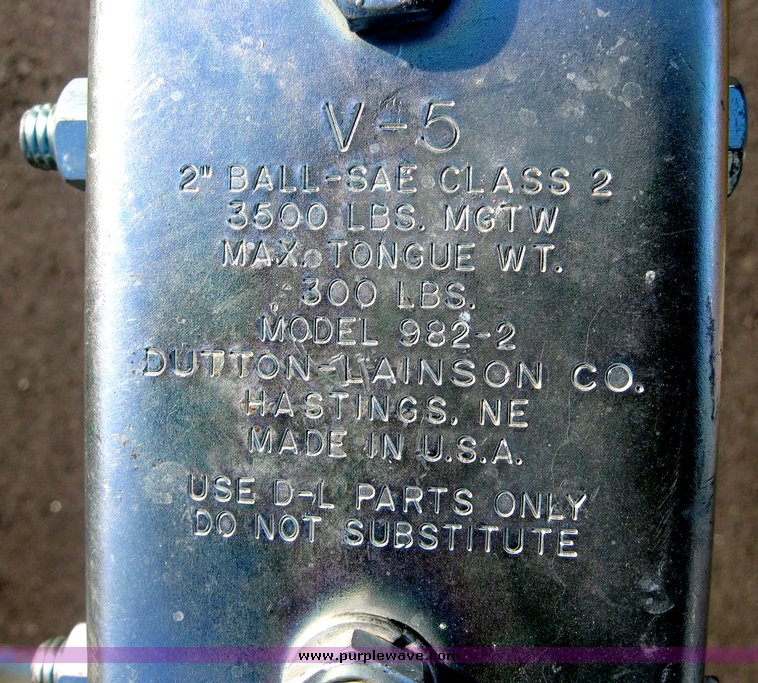 V-5
2" BALL-SAE CLASS 2
3500 LBS. MGTW
MAX. TONGUE WT.
300 LBS.
MODEL 982-2
DUTTON-LAINSON CO.
HASTINGS, NE
MADE IN U.S.A.
USE D-L PARTS ONLY
DO NOT SUBSTITUTE
www.purplewave.com